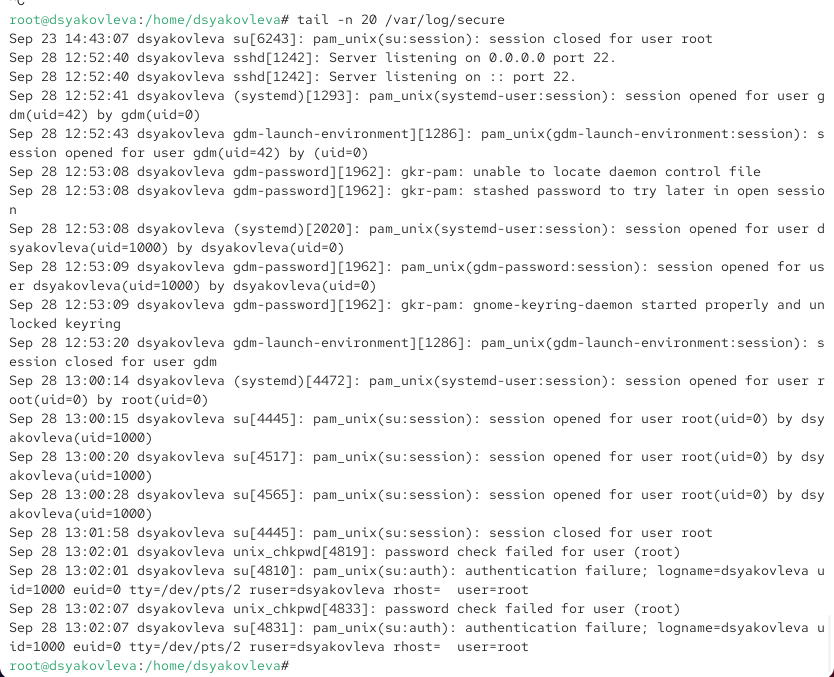 ^C
root@dsyakovleva:/home/dsyakovleva# tail -n 20 /var/log/secure
Sep 23 14:43:07 dsyakovleva su[6243]: pam_unix(su:session): session closed for user root
Sep 28 12:52:40 dsyakovleva sshd[1242]: Server listening on 0.0.0.0 port 22.
Sep 28 12:52:40 dsyakovleva sshd[1242]: Server listening on :: port 22.
Sep 28 12:52:41 dsyakovleva (systemd)[1293]: pam_unix(systemd-user:session): session opened for user g
dm(uid=42) by gdm(uid=0)
Sep 28 12:52:43 dsyakovleva gdm-launch-environment][1286]: pam_unix(gdm-launch-environment:session): s
ession opened for user gdm(uid=42) by (uid=0)
Sep 28 12:53:08 dsyakovleva gdm-password][1962]: gkr-pam: unable to locate daemon control file
Sep 28 12:53:08 dsyakovleva gdm-password][1962]: gkr-pam: stashed password to try later in open sessio
n
Sep 28 12:53:08 dsyakovleva (systemd)[2020]: pam_unix(systemd-user:session): session opened for user d
syakovleva(uid=1000) by dsyakovleva(uid=0)
Sep 28 12:53:09 dsyakovleva gdm-password][1962]: pam_unix(gdm-password:session): session opened for us
er dsyakovleva(uid=1000) by dsyakovleva(uid=0)
Sep 28 12:53:09 dsyakovleva gdm-password][1962]: gkr-pam: gnome-keyring-daemon started properly and un
locked keyring
Sep 28 12:53:20 dsyakovleva gdm-launch-environment][1286]: pam_unix(gdm-launch-environment:session): s
ession closed for user gdm
Sep 28 13:00:14 dsyakovleva (systemd)[4472]: pam_unix(systemd-user:session): session opened for user r
oot(uid=0) by root(uid=0)
Sep 28 13:00:15 dsyakovleva su[4445]: pam_unix(su:session): session opened for user root(uid=0) by dsy
akovleva(uid=1000)
Sep 28 13:00:20 dsyakovleva su[4517]: pam_unix(su:session): session opened for user root(uid=0) by dsy
akovleva(uid=1000)
Sep 28 13:00:28 dsyakovleva su[4565]: pam_unix(su:session): session opened for user root(uid=0) by dsy
akovleva(uid=1000)
Sep 28 13:01:58 dsyakovleva su[4445]: pam_unix(su:session): session closed for user root
Sep 28 13:02:01 dsyakovleva unix_chkpwd[4819]: password check failed for user (root)
Sep 28 13:02:01 dsyakovleva su[4810]: pam_unix(su:auth): authentication failure; logname=dsyakovleva u
id=1000 euid=0 tty=/dev/pts/2 ruser=dsyakovleva rhost=  user=root
Sep 28 13:02:07 dsyakovleva unix_chkpwd[4833]: password check failed for user (root)
Sep 28 13:02:07 dsyakovleva su[4831]: pam_unix(su:auth): authentication failure; logname=dsyakovleva u
id=1000 euid=0 tty=/dev/pts/2 ruser=dsyakovleva rhost=  user=root
root@dsyakovleva:/home/dsyakovleva#